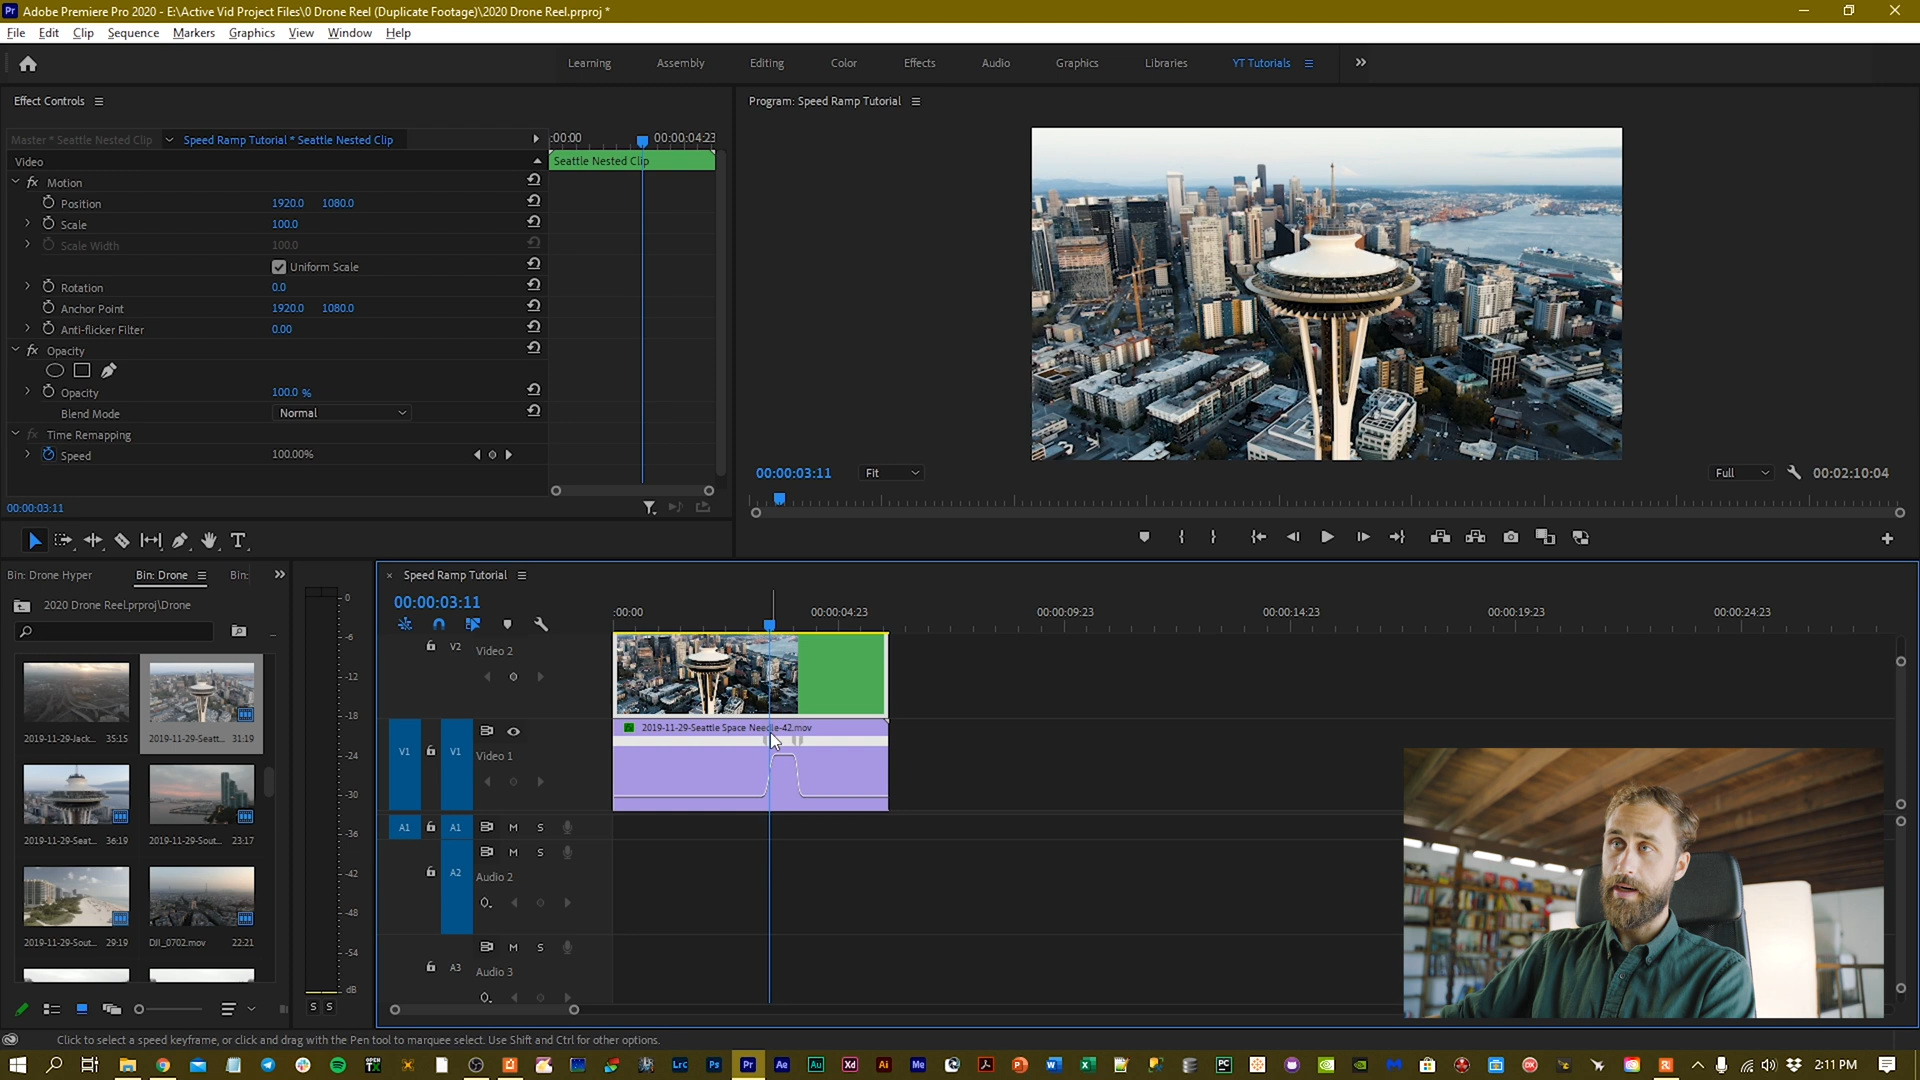 Adobe Premiere Pro 2020 - E:\Active Vid Project Files\0 Drone Reel (Duplicate Footage)\2020 Drone Reel.prproj *
File Edit Clip Sequence Markers Graphics View Window Help
Learning Assembly Editing Color Effects Audio Graphics Libraries YT Tutorials
Effect Controls
Program: Speed Ramp Tutorial
Master * Seattle Nested Clip Speed Ramp Tutorial * Seattle Nested Clip
:00:00 00:00:04:23
Video
Seattle Nested Clip
Motion
Position 1920.0 1080.0
Scale 100.0
Scale Width 100.0
Uniform Scale
Rotation 0.0
Anchor Point 1920.0 1080.0
Anti-flicker Filter 0.00
Opacity
Opacity 100.0 %
Blend Mode Normal
Time Remapping
Speed 100.00%
00:00:03:11
00:00:03:11 Fit Full 00:02:10:04
Bin: Drone Hyper Bin: Drone Bin:
2020 Drone Reel.prproj\Drone
2019-11-29-Jack... 35:15
2019-11-29-Seatt... 31:19
2019-11-29-Seat... 36:19
2019-11-29-Sout... 23:17
2019-11-29-Sout... 29:19
DJI_0702.mov 22:21
0
-6
-12
-18
-24
-30
-36
-42
-48
-54
dB
S S
Speed Ramp Tutorial
00:00:03:11
:00:00 00:00:04:23 00:00:09:23 00:00:14:23 00:00:19:23 00:00:24:23
V2 Video 2
2019-11-29-Seattle Space Needle-42.mov
V1 V1 Video 1
A1 A1 M S
M S
A2 Audio 2
M S
A3 Audio 3
Click to select a speed keyframe, or click and drag with the Pen tool to marquee select. Use Shift and Ctrl for other options.
Lrc Ps Pr Ae Au Xd Ai Me
2:11 PM